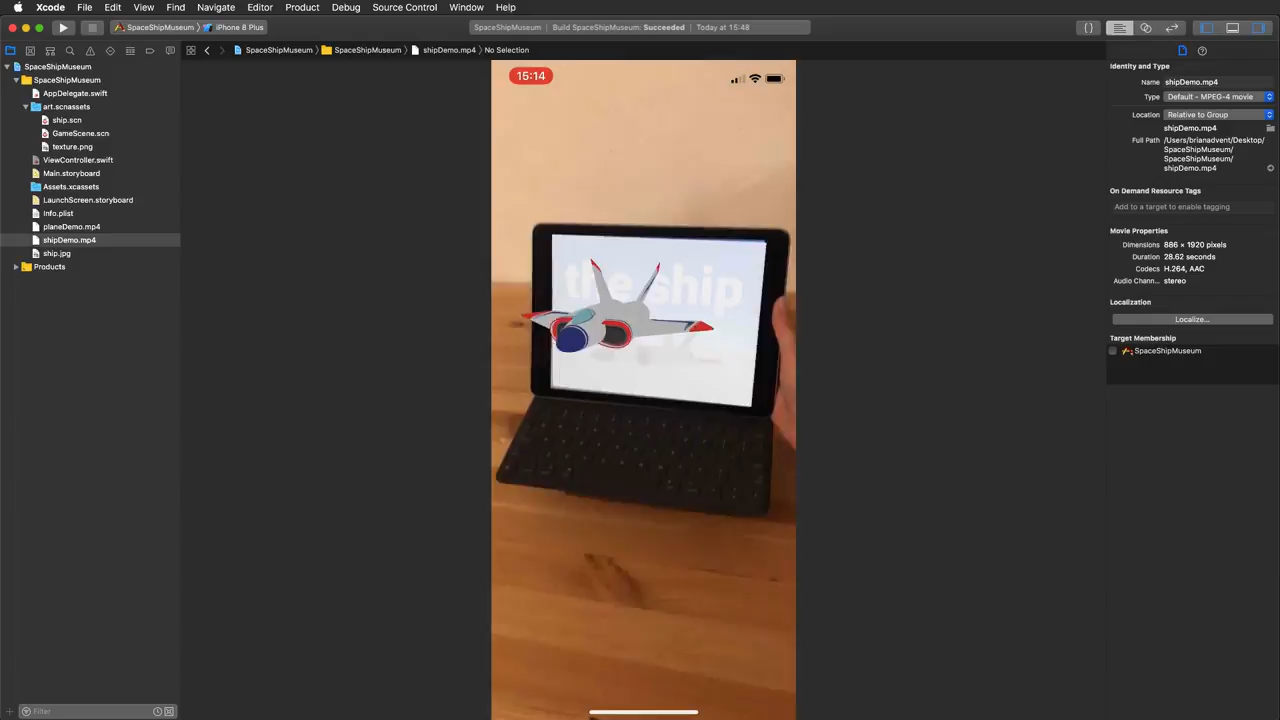 Xcode File Edit View Find Navigate Editor Product Debug Source Control Window Help
SpaceShipMuseum iPhone 8 Plus
SpaceShipMuseum Build SpaceShipMuseum: Succeeded Today at 15:48
{ }
SpaceShipMuseum SpaceShipMuseum shipDemo.mp4 No Selection
SpaceShipMuseum
SpaceShipMuseum
AppDelegate.swift
art.scnassets
ship.scn
GameScene.scn
texture.png
ViewController.swift
Main.storyboard
Assets.xcassets
LaunchScreen.storyboard
Info.plist
planeDemo.mp4
shipDemo.mp4
ship.jpg
Products
Filter
15:14
the ship
Identity and Type
Name shipDemo.mp4
Type Default - MPEG-4 movie
Location Relative to Group
shipDemo.mp4
Full Path /Users/brianadvent/Desktop/
SpaceShipMuseum/
SpaceShipMuseum/
shipDemo.mp4
On Demand Resource Tags
Add to a target to enable tagging
Movie Properties
Dimensions 886 × 1920 pixels
Duration 28.62 seconds
Codecs H.264, AAC
Audio Chann... stereo
Localization
Localize...
Target Membership
SpaceShipMuseum